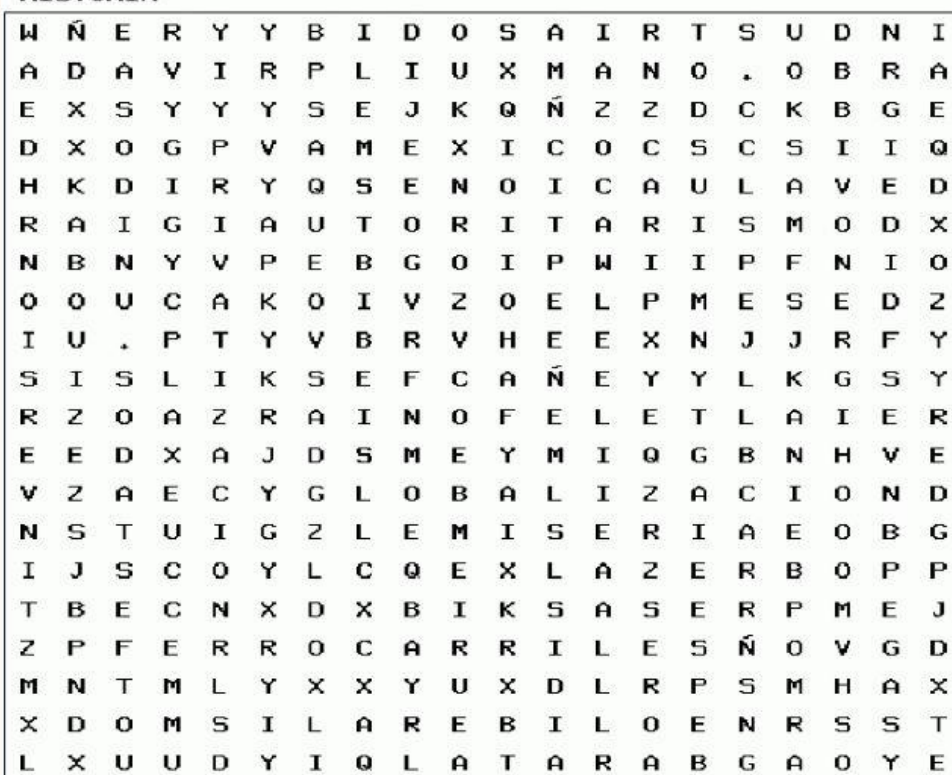 W Ñ E R Y Y B I D O S A I R T S U D N I
A D A V I R P L I U X M A N O . O B R A
E X S Y Y Y S E J K Q Ñ Z Z D C K B G E
D X O G P V A M E X I C O C S C S I I Q
H K D I R Y Q S E N O I C A U L A V E D
R A I G I A U T O R I T A R I S M O D X
N B N Y V P E B G O I P W I I P F N I O
O O U C A K O I V Z O E L P M E S E D Z
I U . P T Y V B R V H E E X N J J R F Y
S I S L I K S E F C A Ñ E Y Y L K G S Y
R Z O A Z R A I N O F E L E T L A I E R
E E D X A J D S M E Y M I Q G B N H V E
V Z A E C Y G L O B A L I Z A C I O N D
N S T U I G Z L E M I S E R I A E O B G
I J S C O Y L C Q E X L A Z E R B O P P
T B E C N X D X B I K S A S E R P M E J
Z P F E R R O C A R R I L E S Ñ O V G D
M N T M L Y X X Y U X D L R P S M H A X
X D O M S I L A R E B I L O E N R S S T
L X U U D Y I Q L A T A R A B G A O Y E